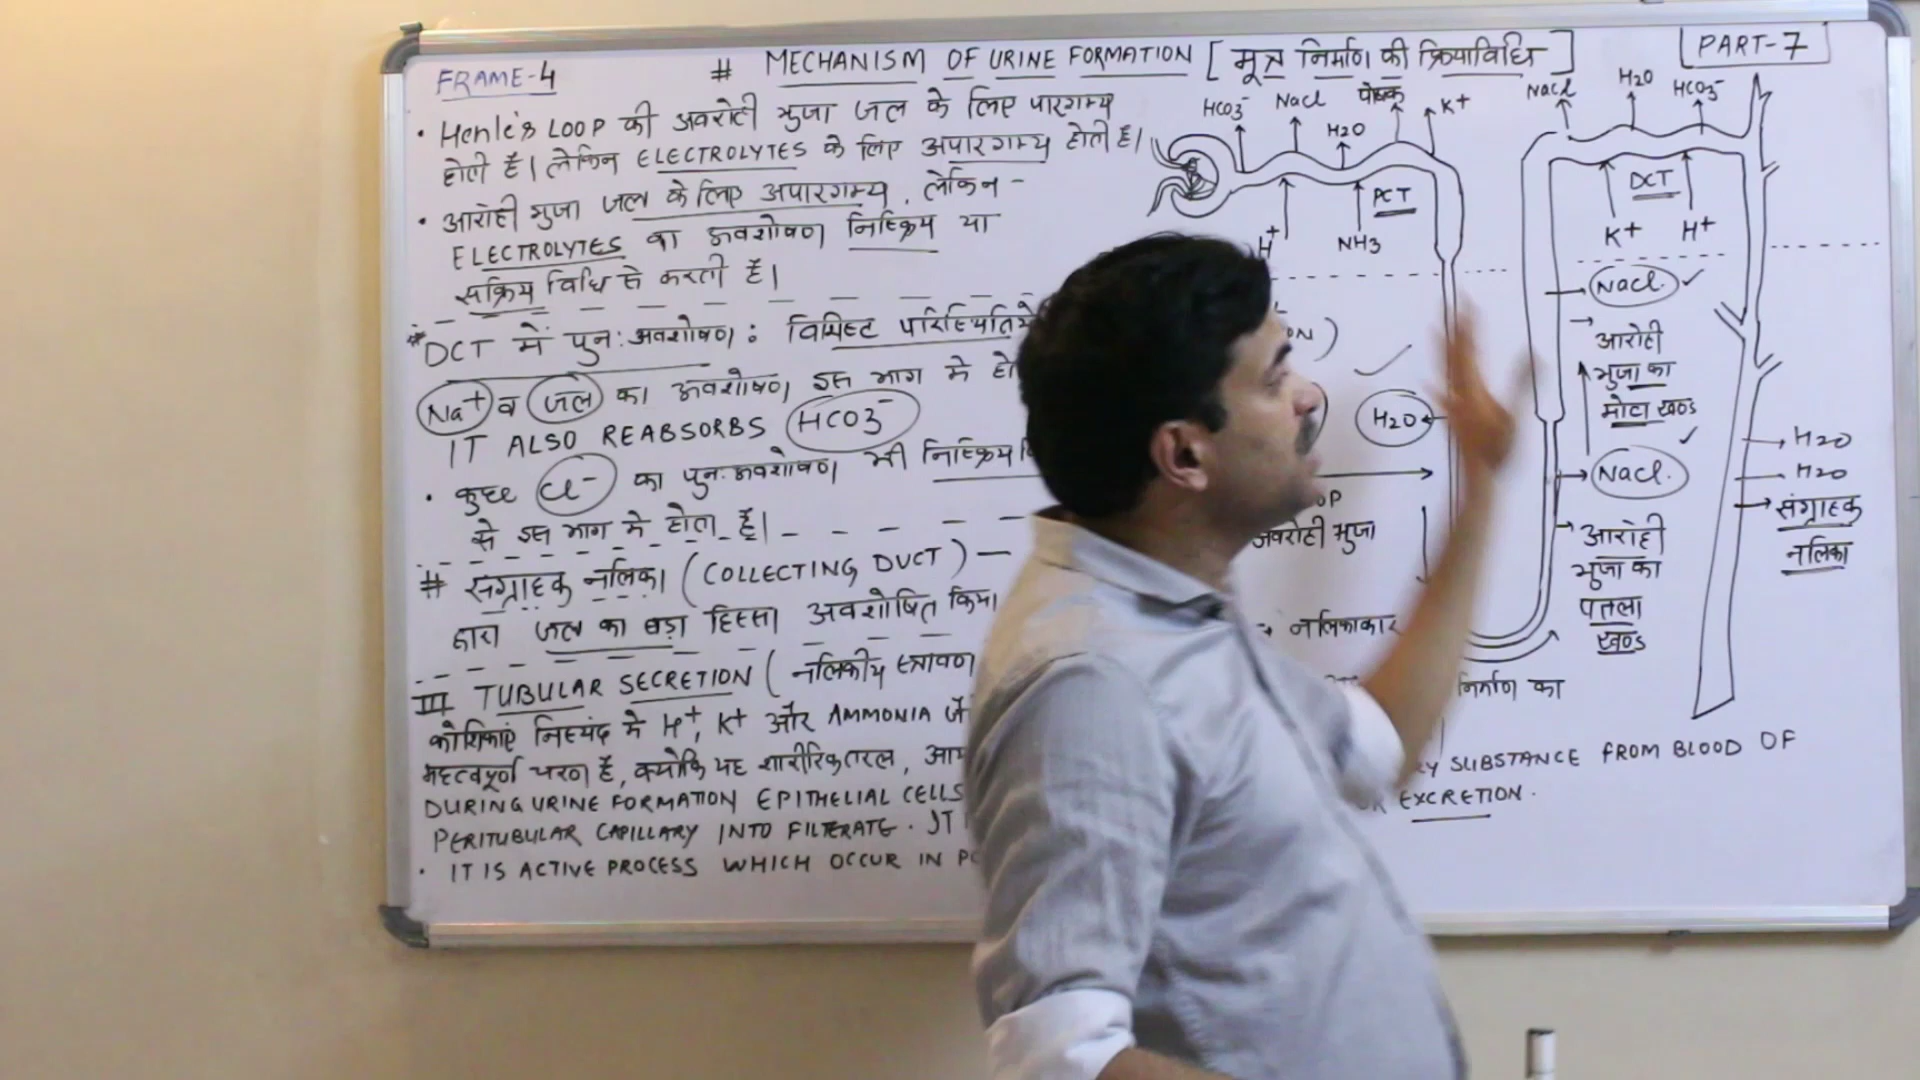 FRAME-4
# MECHANISM OF URINE FORMATION [ मूत्र निर्माण की क्रियाविधि ]
PART-7
• Henle's LOOP की अवरोही भुजा जल के लिए पारगम्य
होती है। लेकिन ELECTROLYTES के लिए अपारगम्य होती है।
• आरोही भुजा जल के लिए अपारगम्य, लेकिन -
ELECTROLYTES का अवशोषण निष्क्रिय या
सक्रिय विधि से करती है।
* DCT में पुन: अवशोषण : विशिष्ट परिस्थितियों
Na+ व जल का अवशोषण इस भाग मे
IT ALSO REABSORBS HCO3-
• कुछ Cl- का पुन: अवशोषण भी निष्क्रिय
से इस भाग मे होता है।
# संग्राहक नलिका (COLLECTING DUCT) —
द्वारा जल का बड़ा हिस्सा अवशोषित किया
III TUBULAR SECRETION ( नलिकीय स्त्रावण
कोशिकाएं निस्यंद मे H+, K+ और AMMONIA
महत्वपूर्ण चरण है, क्योकि यह शारीरिक तरल,
DURING URINE FORMATION EPITHELIAL CELLS
PERITUBULAR CAPILLARY INTO FILTERATE. IT
• IT IS ACTIVE PROCESS WHICH OCCUR IN
SUBSTANCE FROM BLOOD OF
EXCRETION.
HCO3-
NaCl
H2O
पोषक
K+
H+
NH3
PCT
NaCl
H2O
HCO3-
DCT
K+
H+
NaCl.
आरोही
भुजा का
मोटा खण्ड
NaCl.
आरोही
भुजा का
पतला
खण्ड
H2O
अवरोही भुजा
नलिकाकार
निर्माण का
H2O
H2O
संग्राहक
नलिका